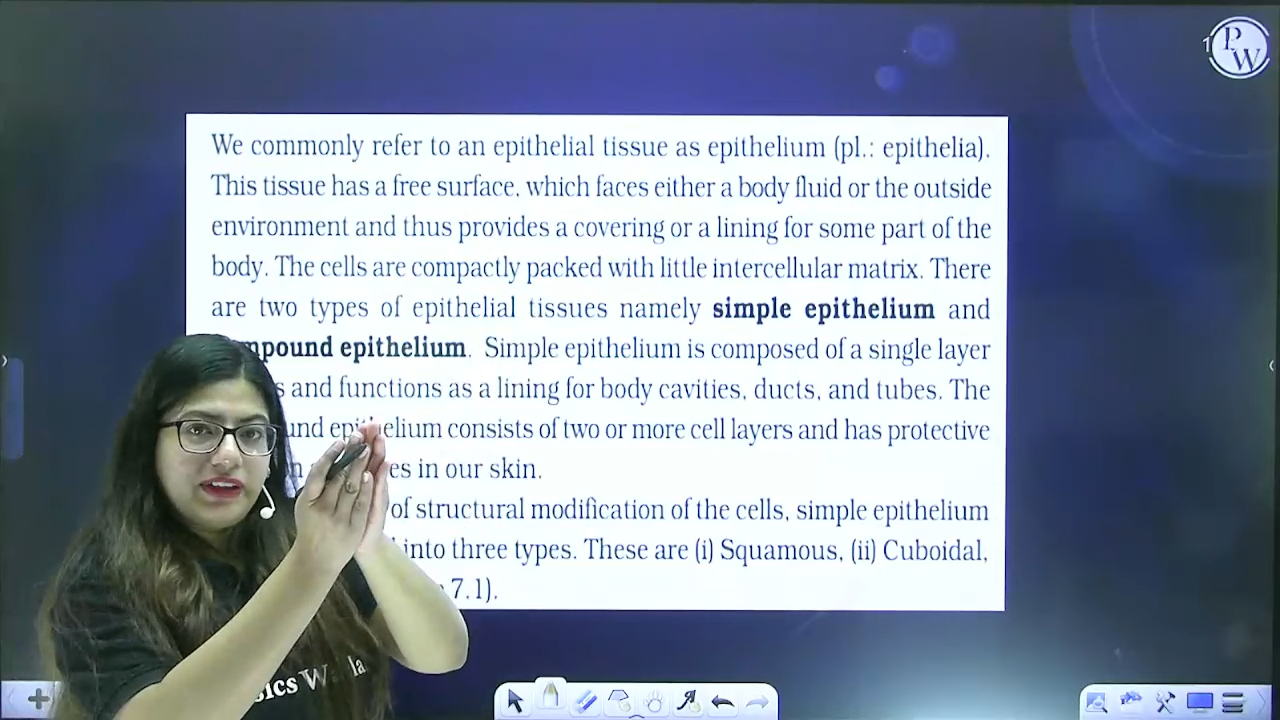 We commonly refer to an epithelial tissue as epithelium (pl.: epithelia).
This tissue has a free surface, which faces either a body fluid or the outside
environment and thus provides a covering or a lining for some part of the
body. The cells are compactly packed with little intercellular matrix. There
are two types of epithelial tissues namely simple epithelium and
mpound epithelium. Simple epithelium is composed of a single layer
s and functions as a lining for body cavities, ducts, and tubes. The
und epithelium consists of two or more cell layers and has protective
n es in our skin.
of structural modification of the cells, simple epithelium
into three types. These are (i) Squamous, (ii) Cuboidal,
7.1).
PW
sics W la